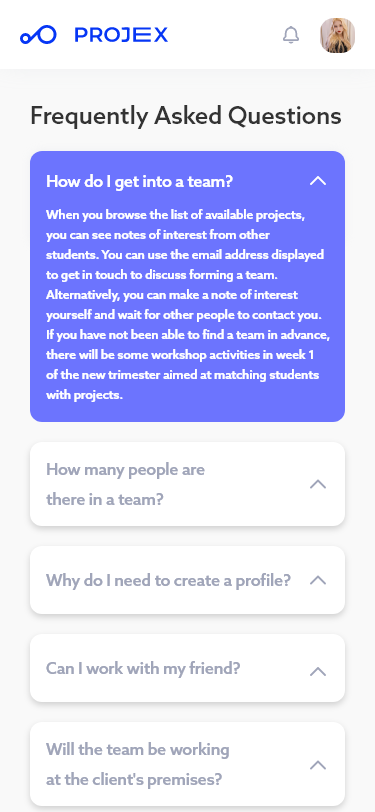 PROJEX
Frequently Asked Questions
How do I get into a team?
When you browse the list of available projects,
you can see notes of interest from other
students. You can use the email address displayed
to get in touch to discuss forming a team.
Alternatively, you can make a note of interest
yourself and wait for other people to contact you.
If you have not been able to find a team in advance,
there will be some workshop activities in week 1
of the new trimester aimed at matching students
with projects.
How many people are
there in a team?
Why do I need to create a profile?
Can I work with my friend?
Will the team be working
at the client's premises?